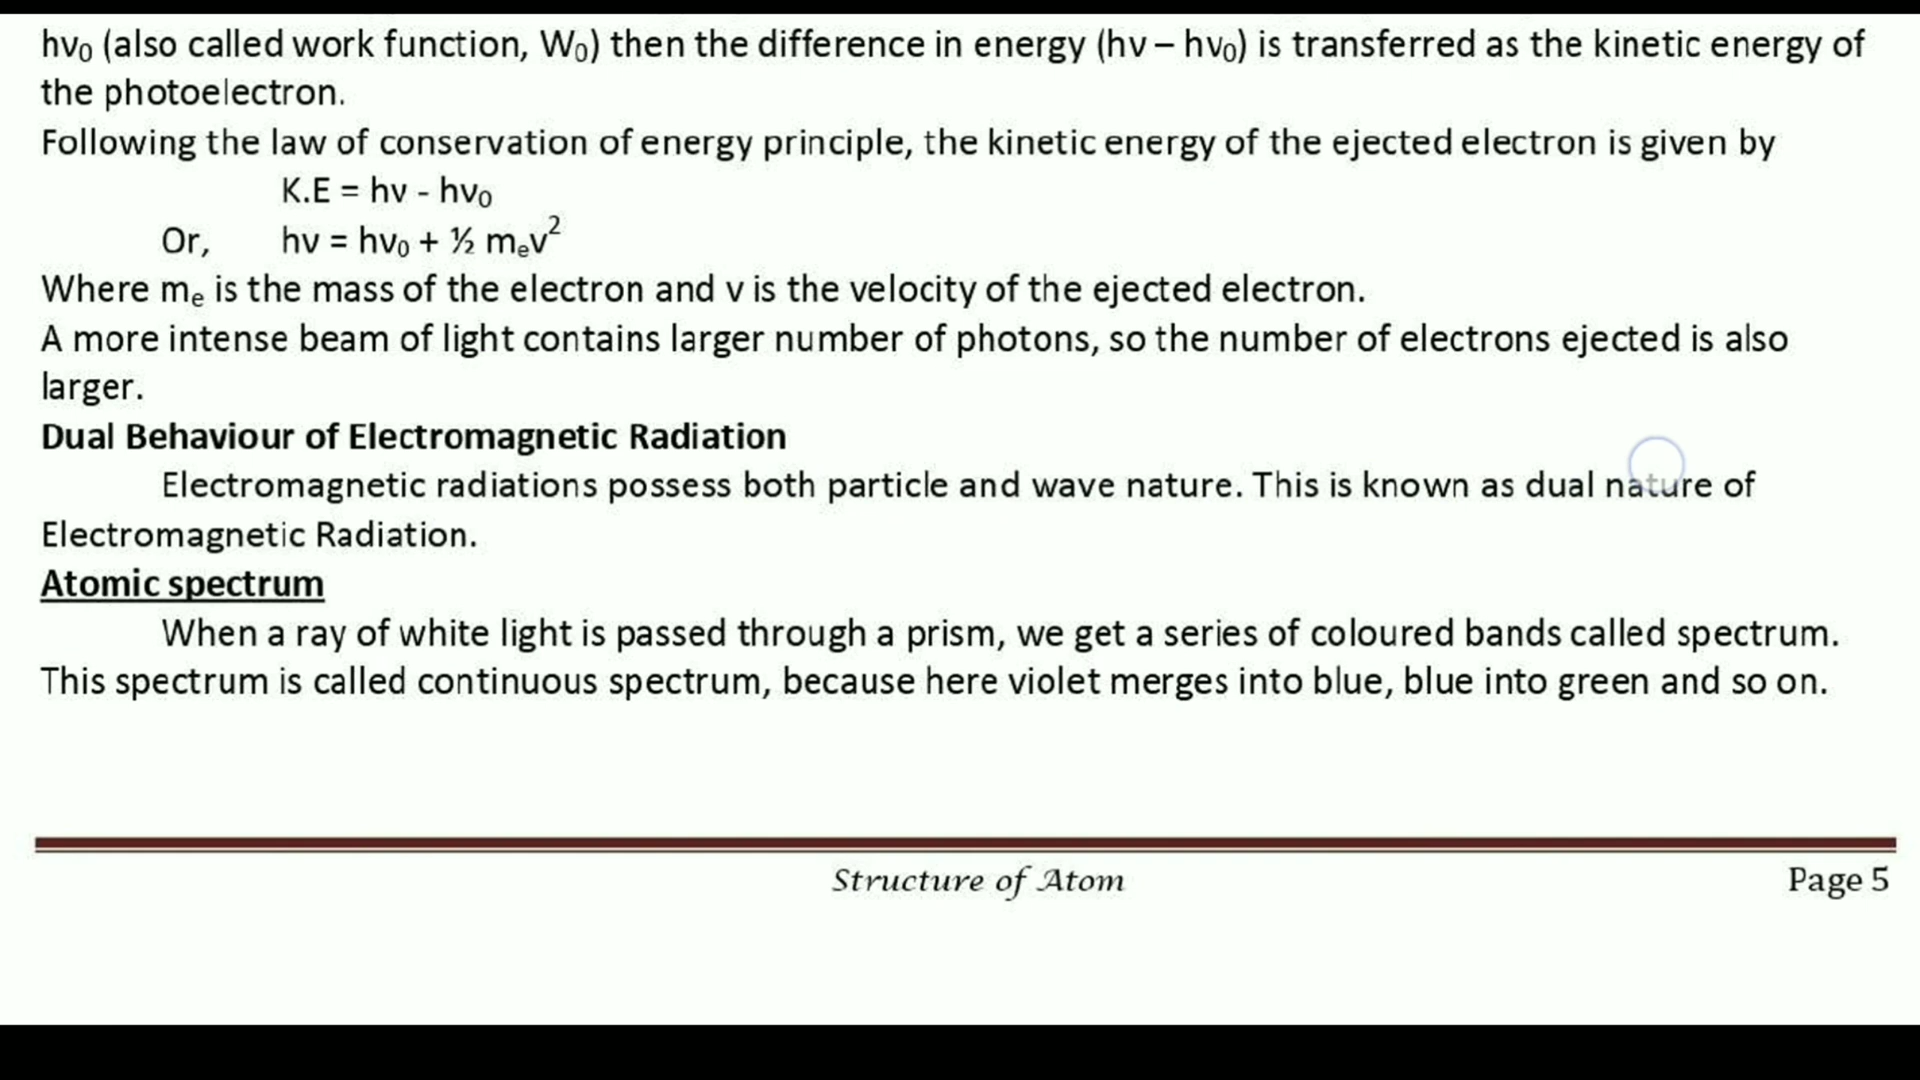 hν₀ (also called work function, W₀) then the difference in energy (hν – hν₀) is transferred as the kinetic energy of
the photoelectron.
Following the law of conservation of energy principle, the kinetic energy of the ejected electron is given by
K.E = hν - hν₀
Or, hν = hν₀ + ½ mₑv²
Where mₑ is the mass of the electron and v is the velocity of the ejected electron.
A more intense beam of light contains larger number of photons, so the number of electrons ejected is also
larger.
Dual Behaviour of Electromagnetic Radiation
Electromagnetic radiations possess both particle and wave nature. This is known as dual nature of
Electromagnetic Radiation.
Atomic spectrum
When a ray of white light is passed through a prism, we get a series of coloured bands called spectrum.
This spectrum is called continuous spectrum, because here violet merges into blue, blue into green and so on.
Structure of Atom Page 5